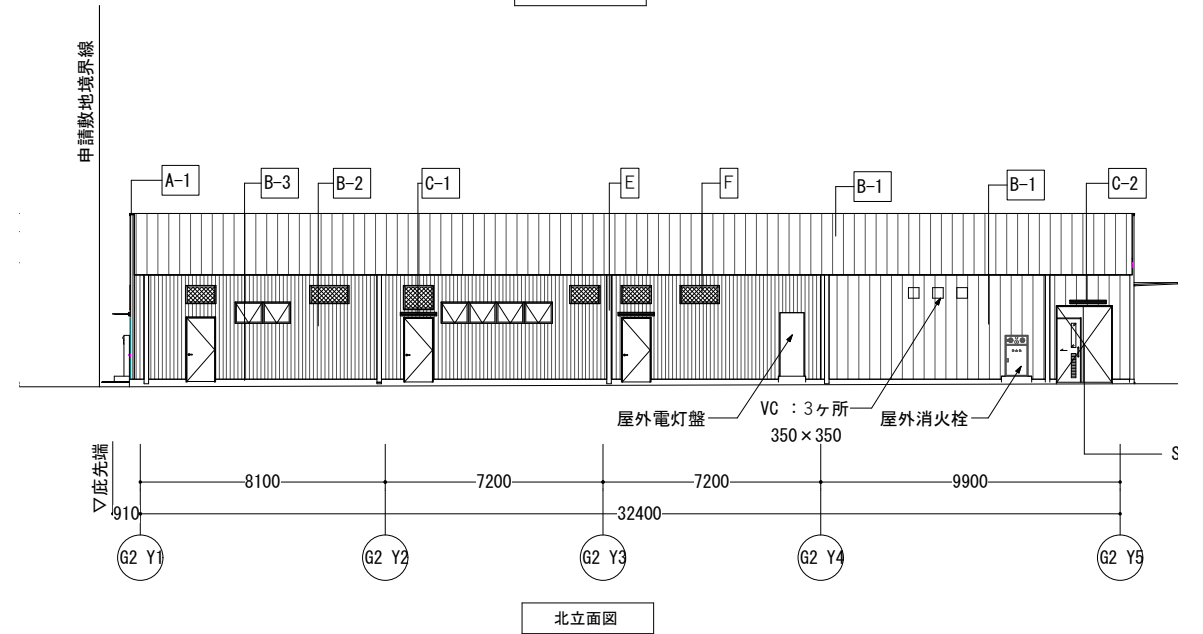 申請敷地境界線
A-1
B-3
B-2
C-1
E
F
B-1
B-1
C-2
屋外電灯盤
VC : 3ヶ所
350×350
屋外消火栓
S
▽庇先端
910
8100
7200
7200
9900
32400
G2 Y1
G2 Y2
G2 Y3
G2 Y4
G2 Y5
北立面図